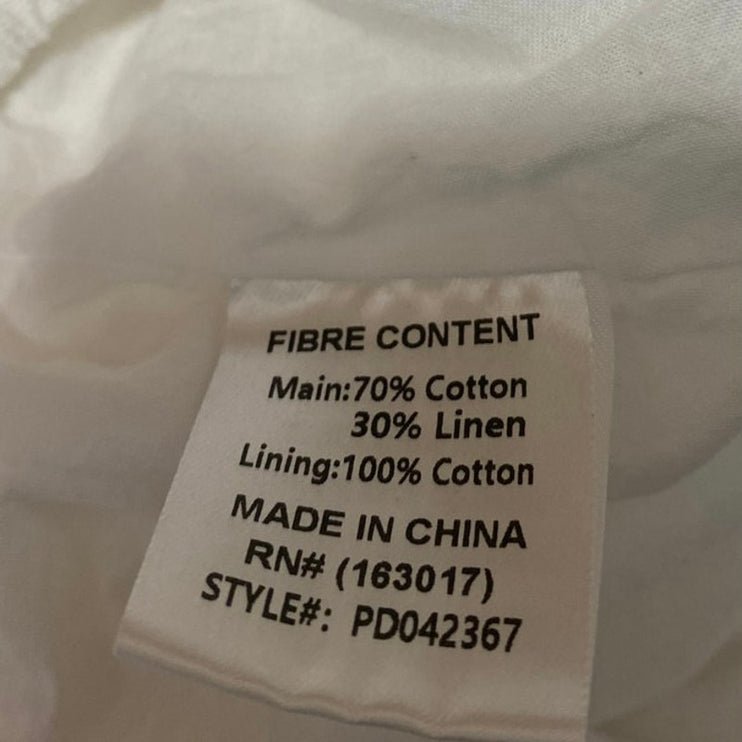 FIBRE CONTENT
Main:70% Cotton
30% Linen
Lining:100% Cotton
MADE IN CHINA
RN# (163017)
STYLE#: PD042367